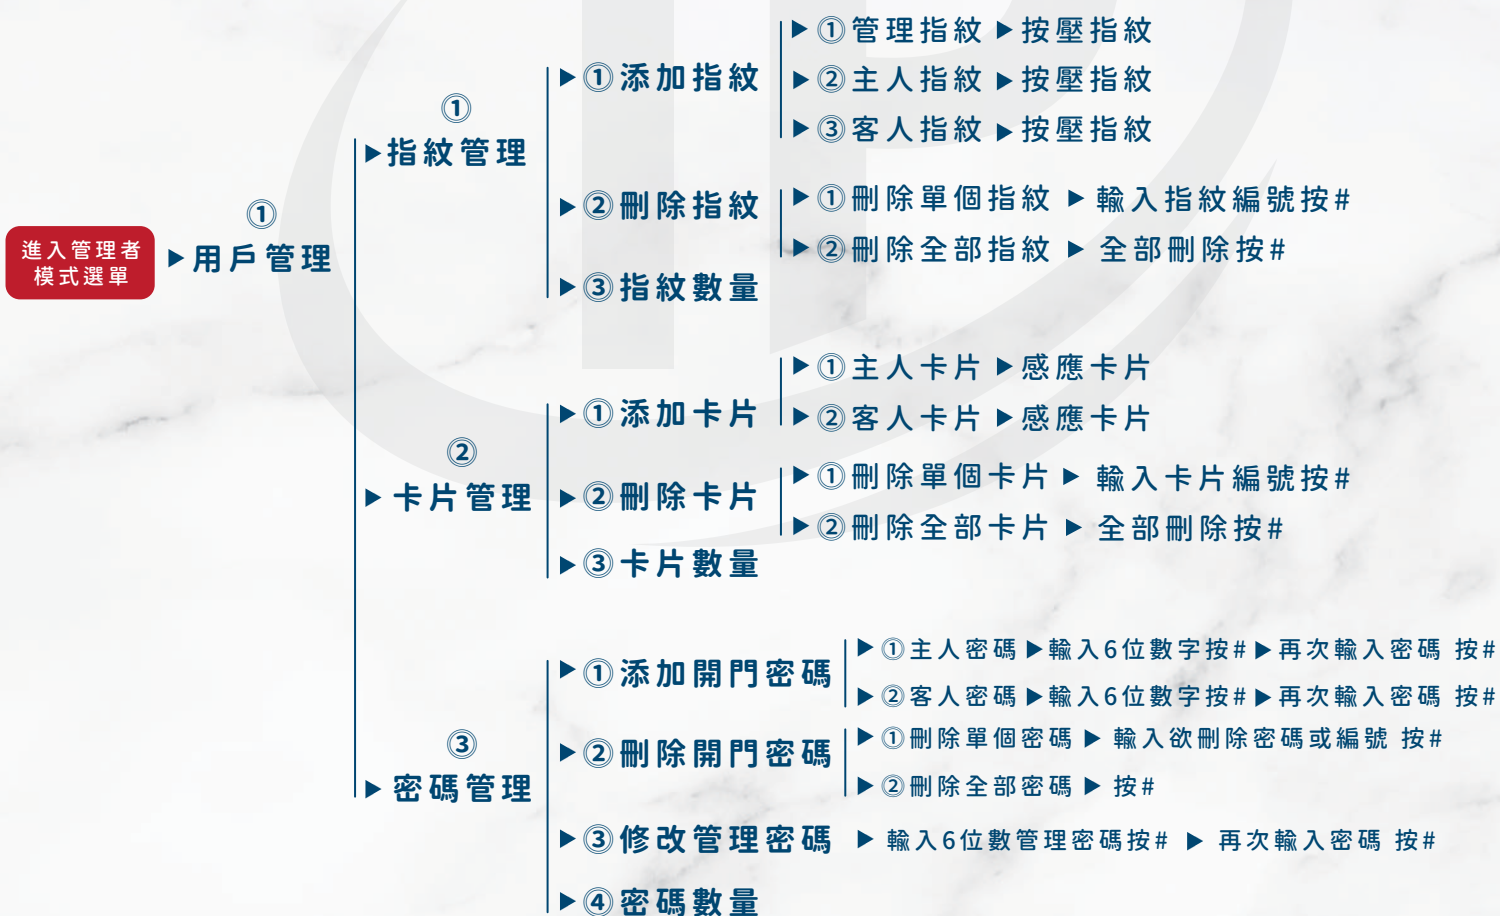 進入管理者
模式選單
▶①用戶管理
▶①指紋管理
▶①添加指紋
▶①管理指紋▶按壓指紋
▶②主人指紋▶按壓指紋
▶③客人指紋▶按壓指紋
▶②刪除指紋
▶①刪除單個指紋▶輸入指紋編號按#
▶②刪除全部指紋▶全部刪除按#
▶③指紋數量
▶②卡片管理
▶①添加卡片
▶①主人卡片▶感應卡片
▶②客人卡片▶感應卡片
▶②刪除卡片
▶①刪除單個卡片▶輸入卡片編號按#
▶②刪除全部卡片▶全部刪除按#
▶③卡片數量
▶③密碼管理
▶①添加開門密碼
▶①主人密碼▶輸入6位數字按#▶再次輸入密碼 按#
▶②客人密碼▶輸入6位數字按#▶再次輸入密碼 按#
▶②刪除開門密碼
▶①刪除單個密碼▶輸入欲刪除密碼或編號 按#
▶②刪除全部密碼▶按#
▶③修改管理密碼▶輸入6位數管理密碼按#▶再次輸入密碼 按#
▶④密碼數量